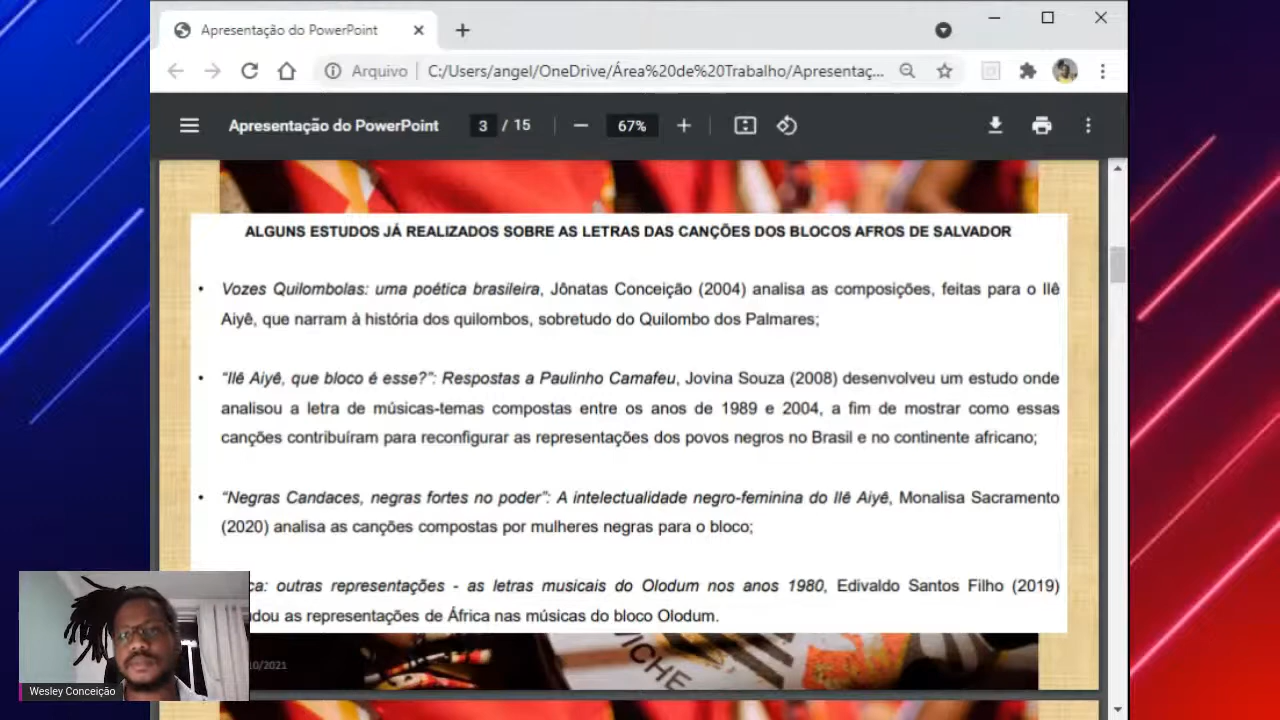 Apresentação do PowerPoint
Arquivo
C:/Users/angel/OneDrive/Área%20de%20Trabalho/Apresentaç...
Apresentação do PowerPoint
3 / 15
67%
ALGUNS ESTUDOS JÁ REALIZADOS SOBRE AS LETRAS DAS CANÇÕES DOS BLOCOS AFROS DE SALVADOR
• Vozes Quilombolas: uma poética brasileira, Jônatas Conceição (2004) analisa as composições, feitas para o Ilê
Aiyê, que narram à história dos quilombos, sobretudo do Quilombo dos Palmares;
• “Ilê Aiyê, que bloco é esse?”: Respostas a Paulinho Camafeu, Jovina Souza (2008) desenvolveu um estudo onde
analisou a letra de músicas-temas compostas entre os anos de 1989 e 2004, a fim de mostrar como essas
canções contribuíram para reconfigurar as representações dos povos negros no Brasil e no continente africano;
• “Negras Candaces, negras fortes no poder”: A intelectualidade negro-feminina do Ilê Aiyê, Monalisa Sacramento
(2020) analisa as canções compostas por mulheres negras para o bloco;
outras representações - as letras musicais do Olodum nos anos 1980, Edivaldo Santos Filho (2019)
as representações de África nas músicas do bloco Olodum.
10/2021
VICHE
Wesley Conceição